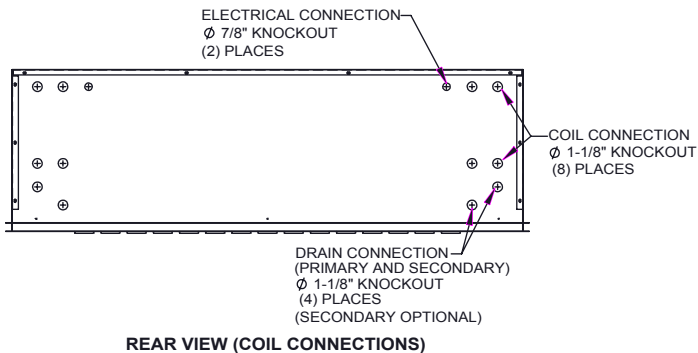 ELECTRICAL CONNECTION
Ø 7/8" KNOCKOUT
(2) PLACES
COIL CONNECTION
Ø 1-1/8" KNOCKOUT
(8) PLACES
DRAIN CONNECTION
(PRIMARY AND SECONDARY)
Ø 1-1/8" KNOCKOUT
(4) PLACES
(SECONDARY OPTIONAL)
REAR VIEW (COIL CONNECTIONS)